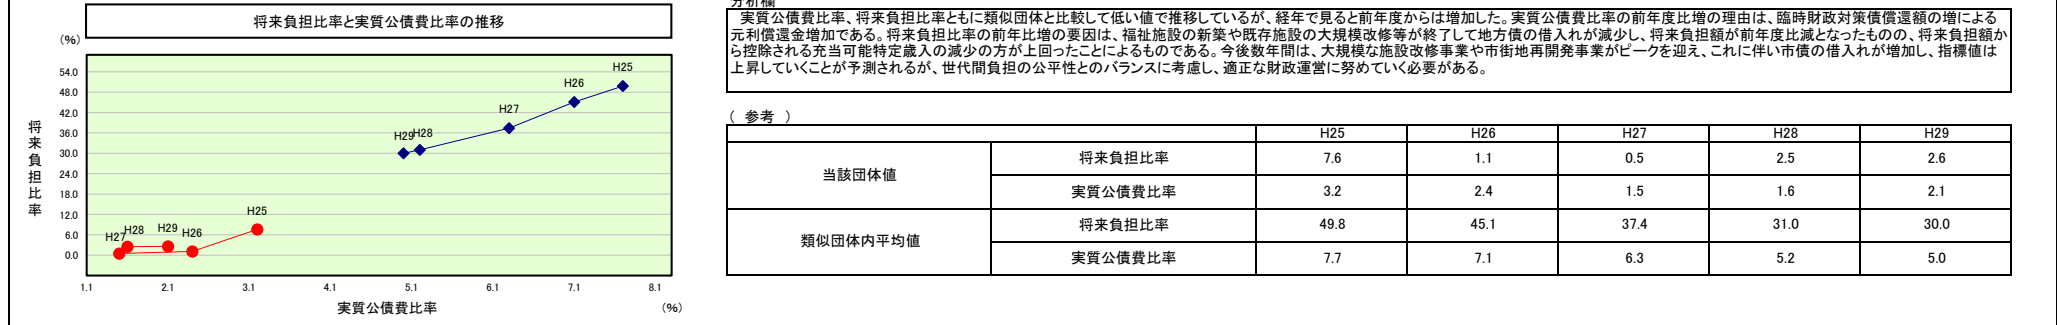 将来負担比率と実質公債費比率の推移
(%)
54.0
48.0
42.0
36.0
30.0
24.0
18.0
12.0
6.0
0.0
将来負担比率
H25
H26
H27
H28
H29
H25
H26
H29
H28
H27
1.1 2.1 3.1 4.1 5.1 6.1 7.1 8.1
実質公債費比率
(%)
分析欄
実質公債費比率、将来負担比率ともに類似団体と比較して低い値で推移しているが、経年で見ると前年度からは増加した。実質公債費比率の前年度比増の理由は、臨時財政対策債償還額の増による
元利償還金増加である。将来負担比率の前年比増の要因は、福祉施設の新築や既存施設の大規模改修等が終了して地方債の借入れが減少し、将来負担額が前年度比減となったものの、将来負担額か
ら控除される充当可能特定歳入の減少の方が上回ったことによるものである。今後数年間は、大規模な施設改修事業や市街地再開発事業がピークを迎え、これに伴い市債の借入れが増加し、指標値は
上昇していくことが予測されるが、世代間負担の公平性とのバランスに考慮し、適正な財政運営に努めていく必要がある。
( 参考 )
H25 H26 H27 H28 H29
当該団体値
将来負担比率 7.6 1.1 0.5 2.5 2.6
実質公債費比率 3.2 2.4 1.5 1.6 2.1
類似団体内平均値
将来負担比率 49.8 45.1 37.4 31.0 30.0
実質公債費比率 7.7 7.1 6.3 5.2 5.0